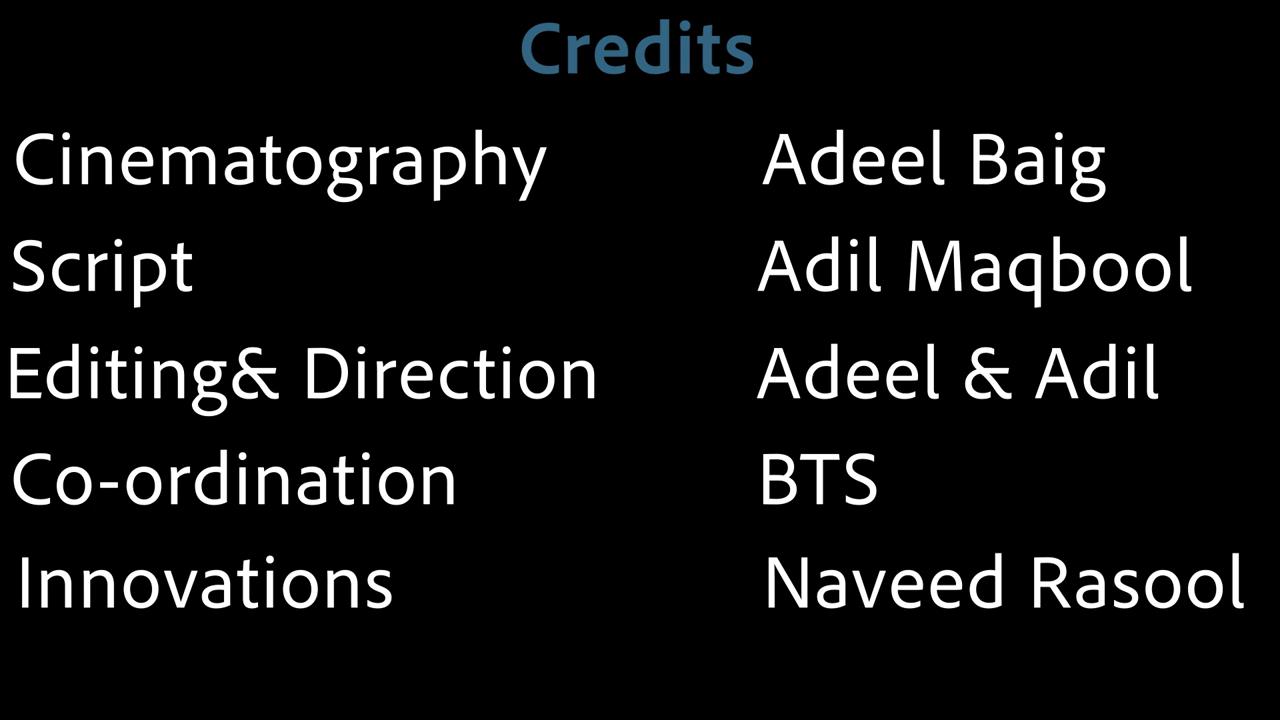 Credits
Cinematography Adeel Baig
Script Adil Maqbool
Editing& Direction Adeel & Adil
Co-ordination BTS
Innovations Naveed Rasool